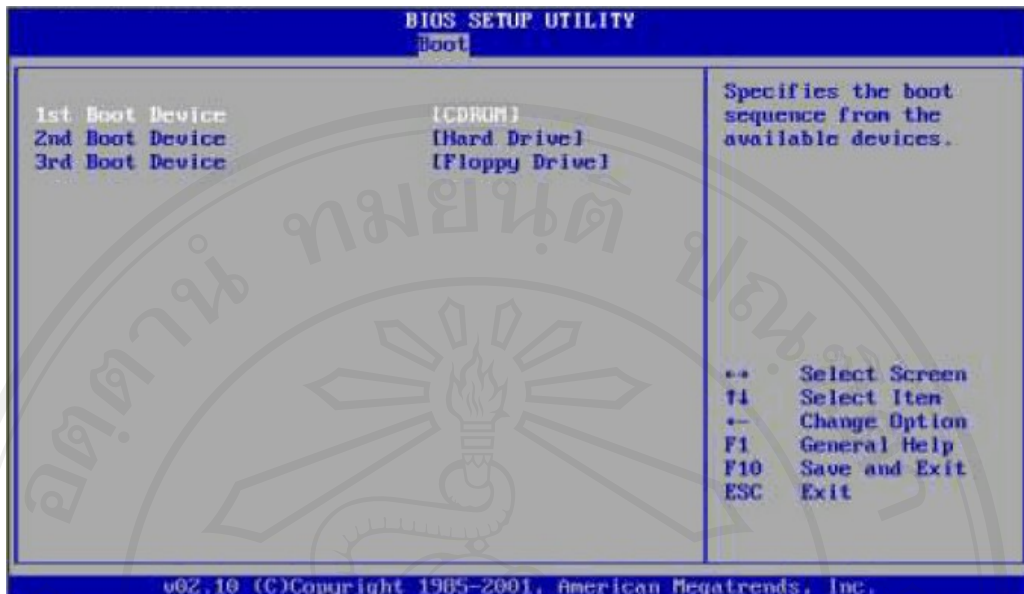 BIOS SETUP UTILITY
Boot
1st Boot Device [CDROM]
2nd Boot Device [Hard Drive]
3rd Boot Device [Floppy Drive]
Specifies the boot
sequence from the
available devices.
↔ Select Screen
↑↓ Select Item
←─ Change Option
F1 General Help
F10 Save and Exit
ESC Exit
v02.10 (C)Copyright 1985-2001, American Megatrends, Inc.